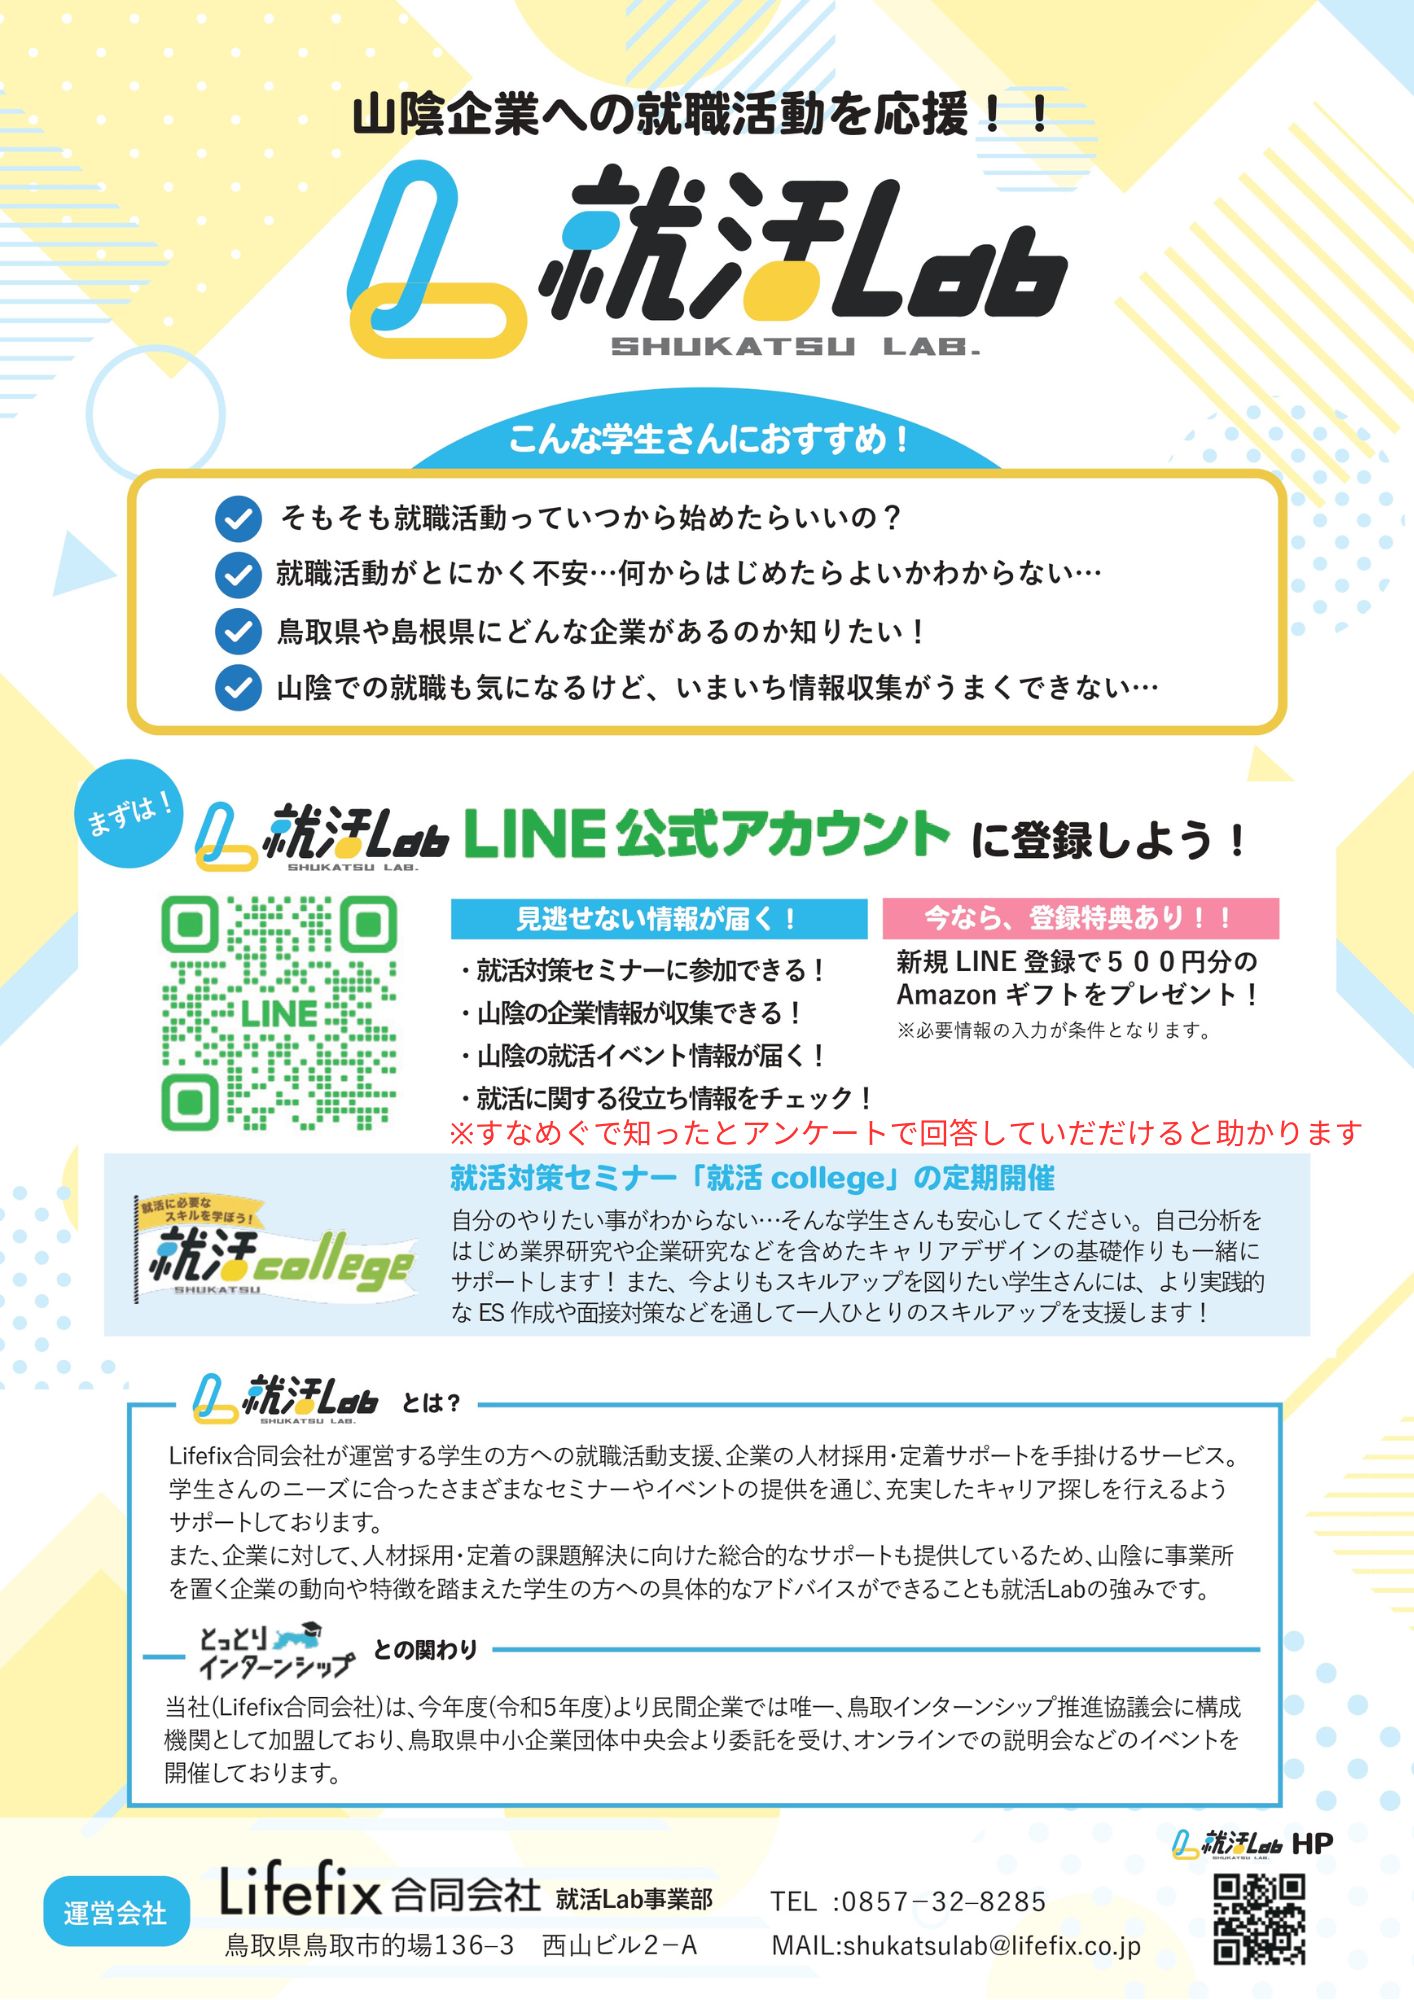 山陰企業への就職活動を応援！！
就活Lab
SHUKATSU LAB.
こんな学生さんにおすすめ！
そもそも就職活動っていつから始めたらいいの？
就職活動がとにかく不安…何からはじめたらよいかわからない…
鳥取県や島根県にどんな企業があるのか知りたい！
山陰での就職も気になるけど、いまいち情報収集がうまくできない…
まずは！
就活Lab SHUKATSU LAB. LINE公式アカウント に登録しよう！
LINE
見逃せない情報が届く！
・就活対策セミナーに参加できる！
・山陰の企業情報が収集できる！
・山陰の就活イベント情報が届く！
・就活に関する役立ち情報をチェック！
今なら、登録特典あり！！
新規 LINE 登録で５００円分の
Amazon ギフトをプレゼント！
※必要情報の入力が条件となります。
※すなめぐで知ったとアンケートで回答していだだけると助かります
就活に必要な
スキルを学ぼう！
就活college
SHUKATSU
就活対策セミナー「就活 college」の定期開催
自分のやりたい事がわからない…そんな学生さんも安心してください。自己分析を
はじめ業界研究や企業研究などを含めたキャリアデザインの基礎作りも一緒に
サポートします！また、今よりもスキルアップを図りたい学生さんには、より実践的
な ES 作成や面接対策などを通して一人ひとりのスキルアップを支援します！
就活Lab SHUKATSU LAB. とは？
Lifefix合同会社が運営する学生の方への就職活動支援、企業の人材採用・定着サポートを手掛けるサービス。
学生さんのニーズに合ったさまざまなセミナーやイベントの提供を通じ、充実したキャリア探しを行えるよう
サポートしております。
また、企業に対して、人材採用・定着の課題解決に向けた総合的なサポートも提供しているため、山陰に事業所
を置く企業の動向や特徴を踏まえた学生の方への具体的なアドバイスができることも就活Labの強みです。
とっとり
インターンシップ との関わり
当社(Lifefix合同会社)は、今年度(令和5年度)より民間企業では唯一、鳥取インターンシップ推進協議会に構成
機関として加盟しており、鳥取県中小企業団体中央会より委託を受け、オンラインでの説明会などのイベントを
開催しております。
就活Lab SHUKATSU LAB. HP
運営会社
Lifefix 合同会社 就活Lab事業部
鳥取県鳥取市的場136−3 西山ビル2−A
TEL :0857−32−8285
MAIL:shukatsulab@lifefix.co.jp